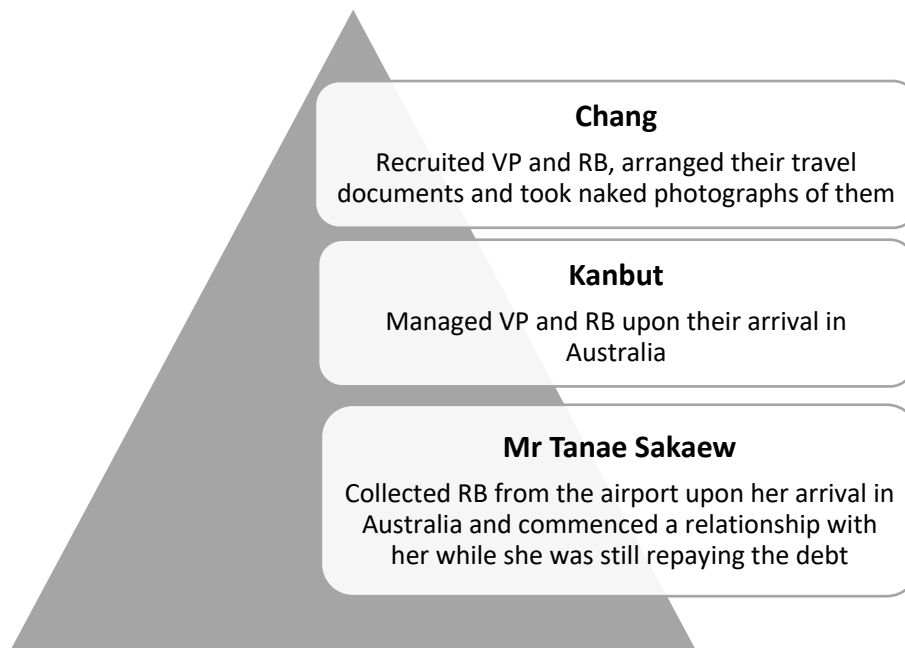 Chang
Recruited VP and RB, arranged their travel
documents and took naked photographs of them
Kanbut
Managed VP and RB upon their arrival in
Australia
Mr Tanae Sakaew
Collected RB from the airport upon her arrival in
Australia and commenced a relationship with
her while she was still repaying the debt